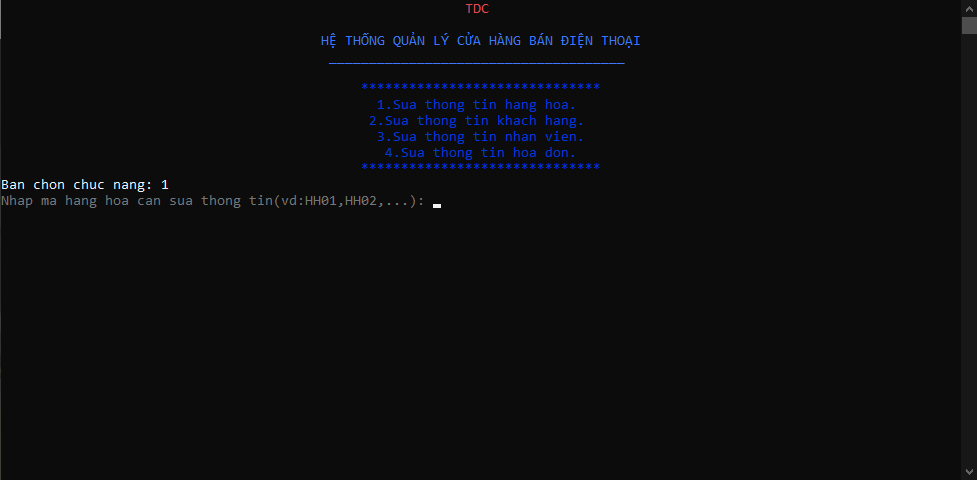 TDC
HỆ THỐNG QUẢN LÝ CỬA HÀNG BÁN ĐIỆN THOẠI
_____________________________________
******************************
1.Sua thong tin hang hoa.
2.Sua thong tin khach hang.
3.Sua thong tin nhan vien.
4.Sua thong tin hoa don.
******************************
Ban chon chuc nang: 1
Nhap ma hang hoa can sua thong tin(vd:HH01,HH02,...):